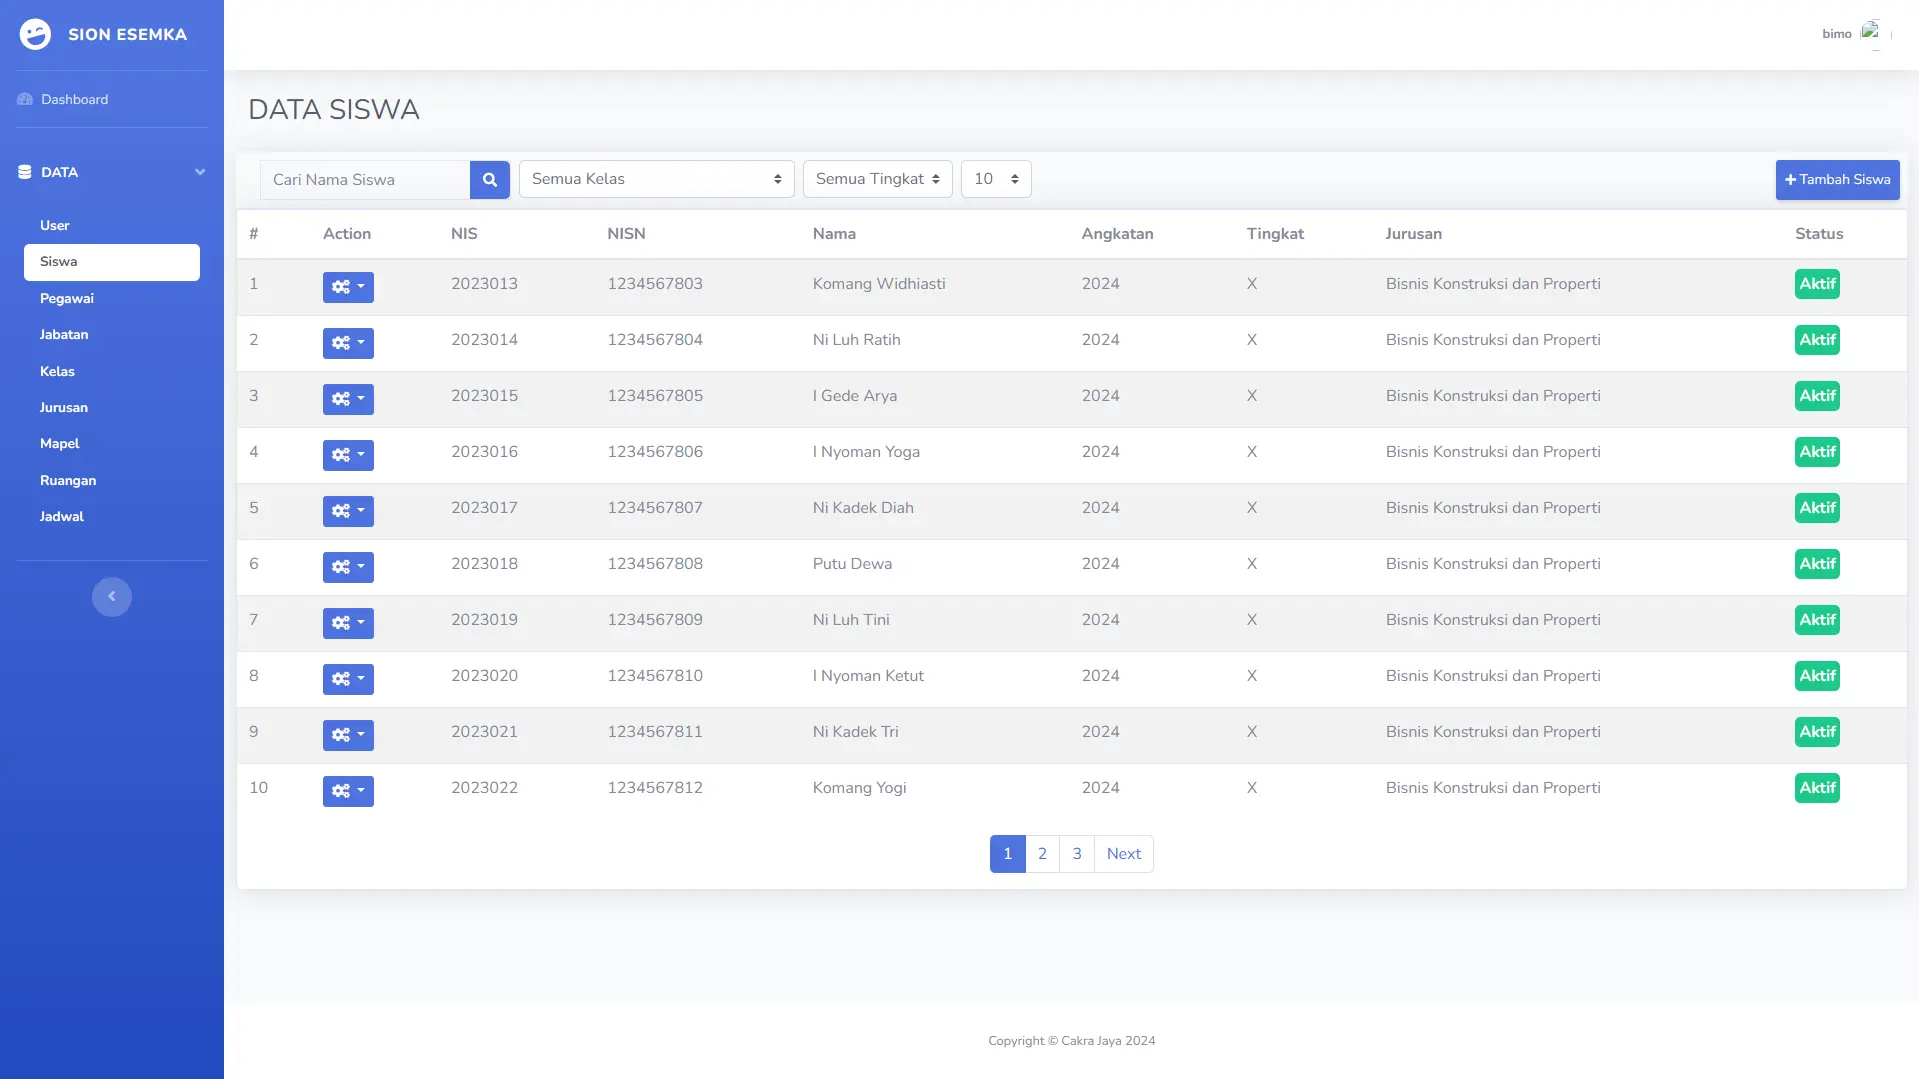 SION ESEMKA
bimo
Dashboard
DATA
User
Siswa
Pegawai
Jabatan
Kelas
Jurusan
Mapel
Ruangan
Jadwal
DATA SISWA
Cari Nama Siswa Semua Kelas Semua Tingkat 10 Tambah Siswa
# Action NIS NISN Nama Angkatan Tingkat Jurusan Status
1 2023013 1234567803 Komang Widhiasti 2024 X Bisnis Konstruksi dan Properti Aktif
2 2023014 1234567804 Ni Luh Ratih 2024 X Bisnis Konstruksi dan Properti Aktif
3 2023015 1234567805 I Gede Arya 2024 X Bisnis Konstruksi dan Properti Aktif
4 2023016 1234567806 I Nyoman Yoga 2024 X Bisnis Konstruksi dan Properti Aktif
5 2023017 1234567807 Ni Kadek Diah 2024 X Bisnis Konstruksi dan Properti Aktif
6 2023018 1234567808 Putu Dewa 2024 X Bisnis Konstruksi dan Properti Aktif
7 2023019 1234567809 Ni Luh Tini 2024 X Bisnis Konstruksi dan Properti Aktif
8 2023020 1234567810 I Nyoman Ketut 2024 X Bisnis Konstruksi dan Properti Aktif
9 2023021 1234567811 Ni Kadek Tri 2024 X Bisnis Konstruksi dan Properti Aktif
10 2023022 1234567812 Komang Yogi 2024 X Bisnis Konstruksi dan Properti Aktif
1 2 3 Next
Copyright © Cakra Jaya 2024